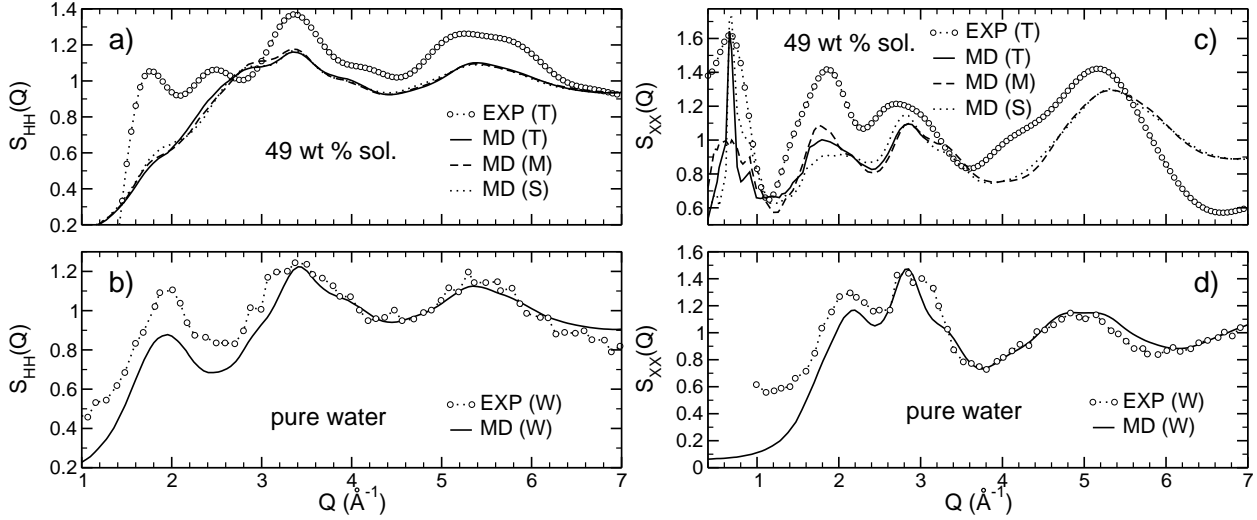 a)
S_HH(Q)
1.4
1.2
1
0.8
0.6
0.4
0.2
49 wt % sol.
EXP (T)
MD (T)
MD (M)
MD (S)
c)
S_XX(Q)
1.6
1.4
1.2
1.0
0.8
0.6
49 wt % sol.
EXP (T)
MD (T)
MD (M)
MD (S)
b)
S_HH(Q)
1.2
1.0
0.8
0.6
0.4
0.2
pure water
EXP (W)
MD (W)
1 2 3 4 5 6 7
Q (Å⁻¹)
d)
S_XX(Q)
1.6
1.4
1.2
1
0.8
0.6
0.4
0.2
0
pure water
EXP (W)
MD (W)
1 2 3 4 5 6 7
Q (Å⁻¹)